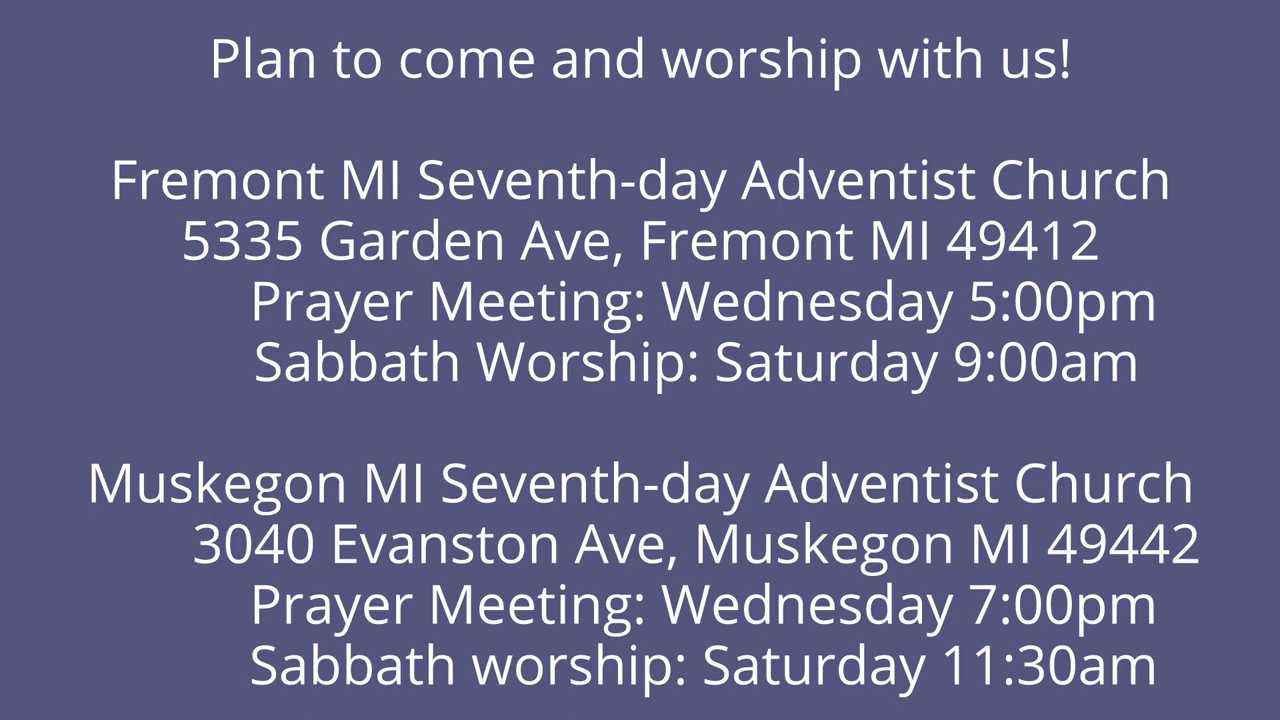 Plan to come and worship with us!
Fremont MI Seventh-day Adventist Church
5335 Garden Ave, Fremont MI 49412
Prayer Meeting: Wednesday 5:00pm
Sabbath Worship: Saturday 9:00am
Muskegon MI Seventh-day Adventist Church
3040 Evanston Ave, Muskegon MI 49442
Prayer Meeting: Wednesday 7:00pm
Sabbath worship: Saturday 11:30am